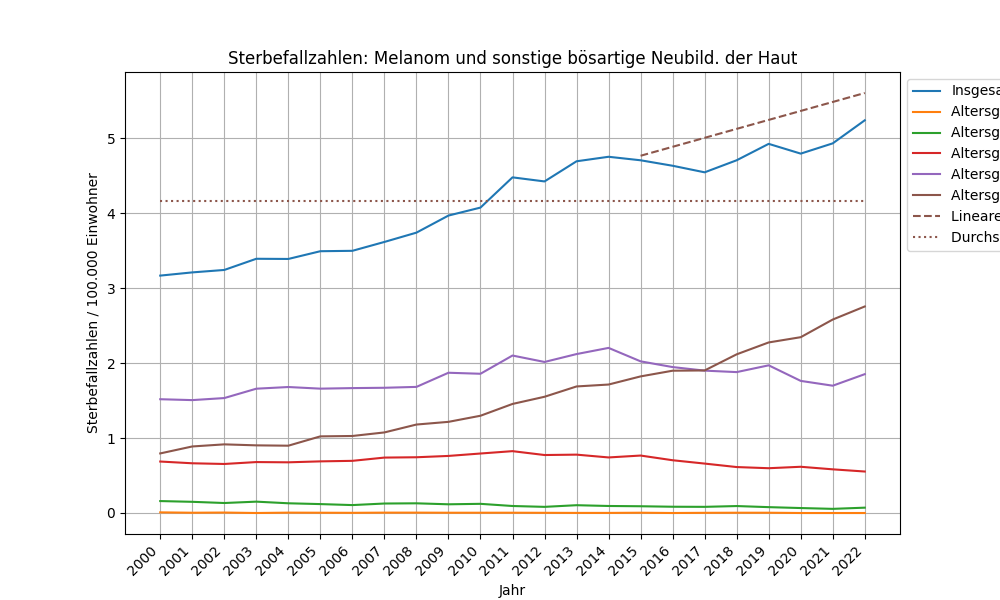 Sterbefallzahlen: Melanom und sonstige bösartige Neubild. der Haut
Sterbefallzahlen / 100.000 Einwohner
5
4
3
2
1
0
2000
2001
2002
2003
2004
2005
2006
2007
2008
2009
2010
2011
2012
2013
2014
2015
2016
2017
2018
2019
2020
2021
2022
Jahr
Insgesa
Altersg
Altersg
Altersg
Altersg
Altersg
Lineare
Durchs